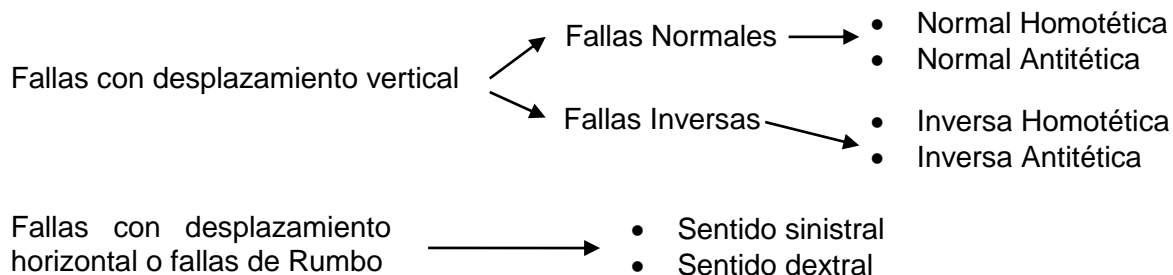 Fallas con desplazamiento vertical
Fallas Normales
• Normal Homotética
• Normal Antitética
Fallas Inversas
• Inversa Homotética
• Inversa Antitética
Fallas con desplazamiento
horizontal o fallas de Rumbo
• Sentido sinistral
• Sentido dextral